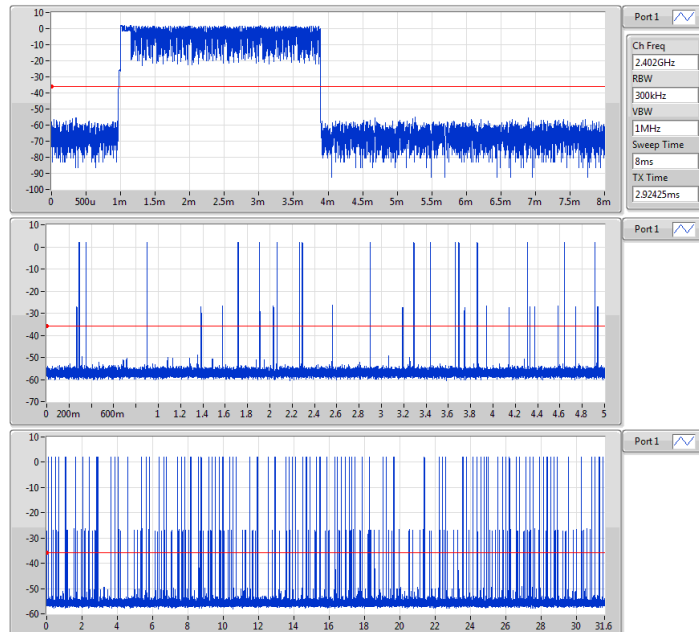 10
0
-10
-20
-30
-40
-50
-60
-70
-80
-90
-100
0 500u 1m 1.5m 2m 2.5m 3m 3.5m 4m 4.5m 5m 5.5m 6m 6.5m 7m 7.5m 8m
Port 1
Ch Freq
2.402GHz
RBW
300kHz
VBW
1MHz
Sweep Time
8ms
TX Time
2.92425ms
10
0
-10
-20
-30
-40
-50
-60
-70
0 200m 600m 1 1.2 1.4 1.6 1.8 2 2.2 2.4 2.6 2.8 3 3.2 3.4 3.6 3.8 4 4.2 4.4 4.6 4.8 5
Port 1
10
0
-10
-20
-30
-40
-50
-60
0 2 4 6 8 10 12 14 16 18 20 22 24 26 28 30 31.6
Port 1